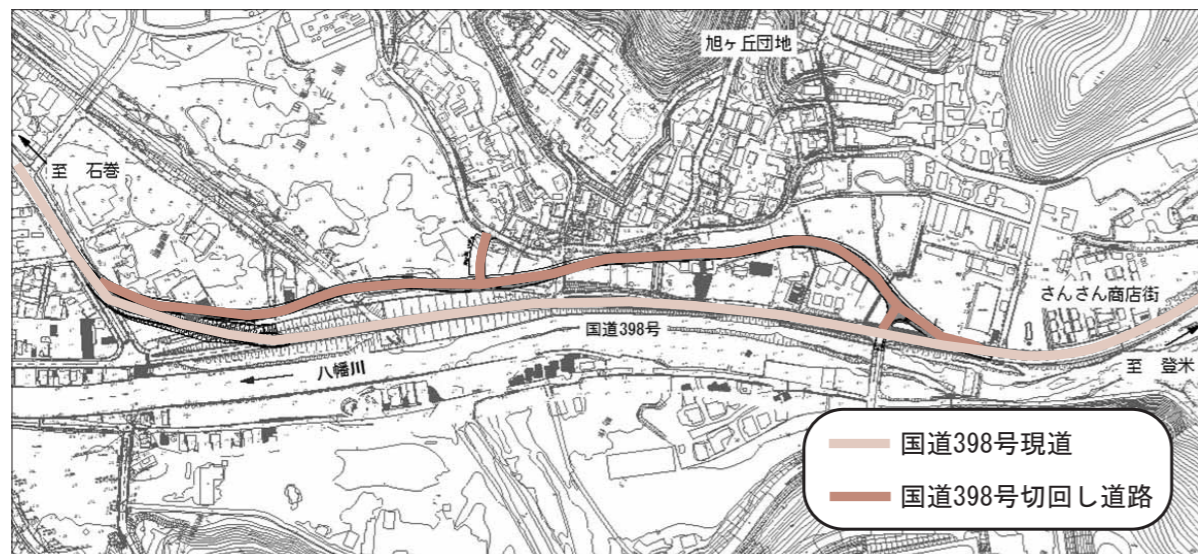 旭ヶ丘団地
至 石巻
さんさん商店街
国道398号
八幡川
至 登米
国道398号現道
国道398号切回し道路